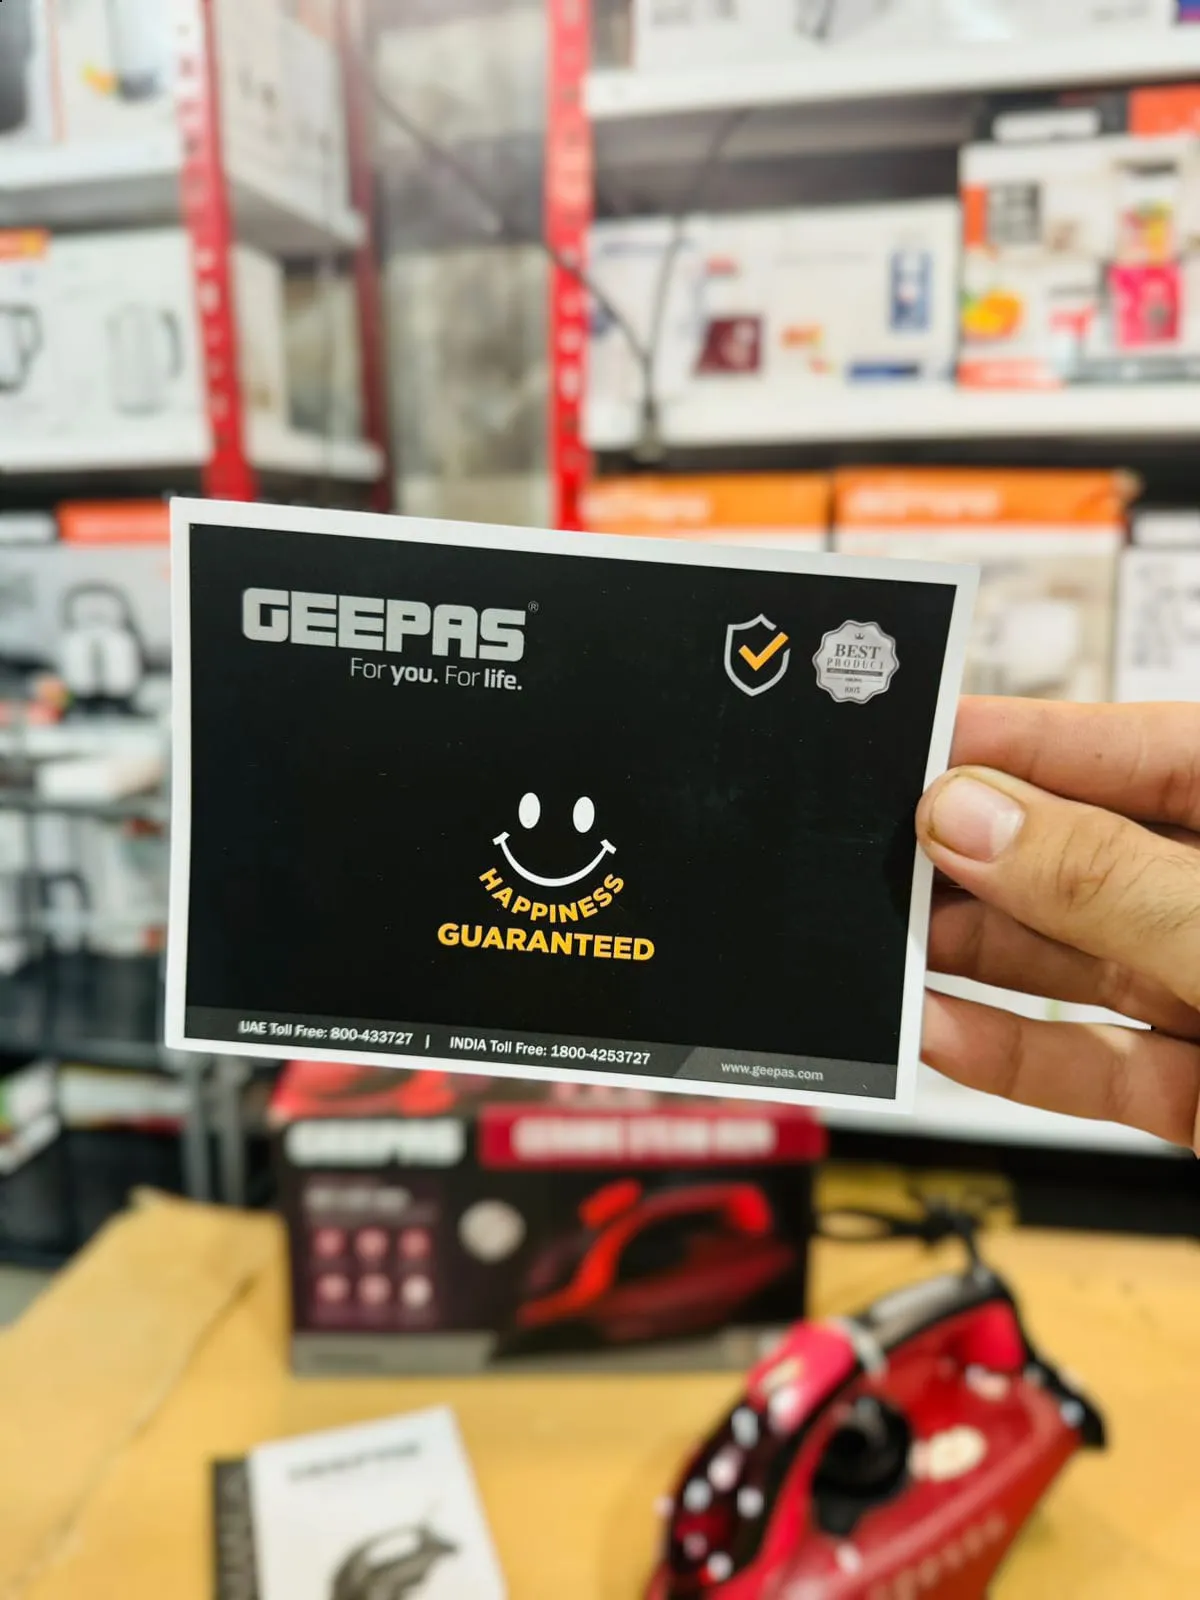 GEEPAS®
For you. For life.
BEST
PRODUCT
100%
HAPPINESS
GUARANTEED
UAE Toll Free: 800-433727 | INDIA Toll Free: 1800-4253727
www.geepas.com
GEEPAS